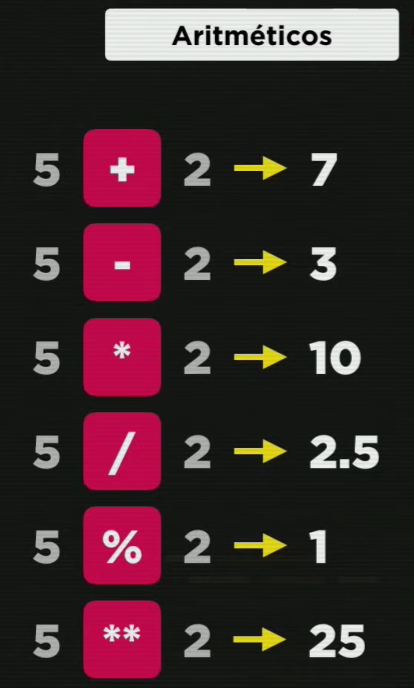 Aritméticos
5 + 2 → 7
5 - 2 → 3
5 * 2 → 10
5 / 2 → 2.5
5 % 2 → 1
5 ** 2 → 25